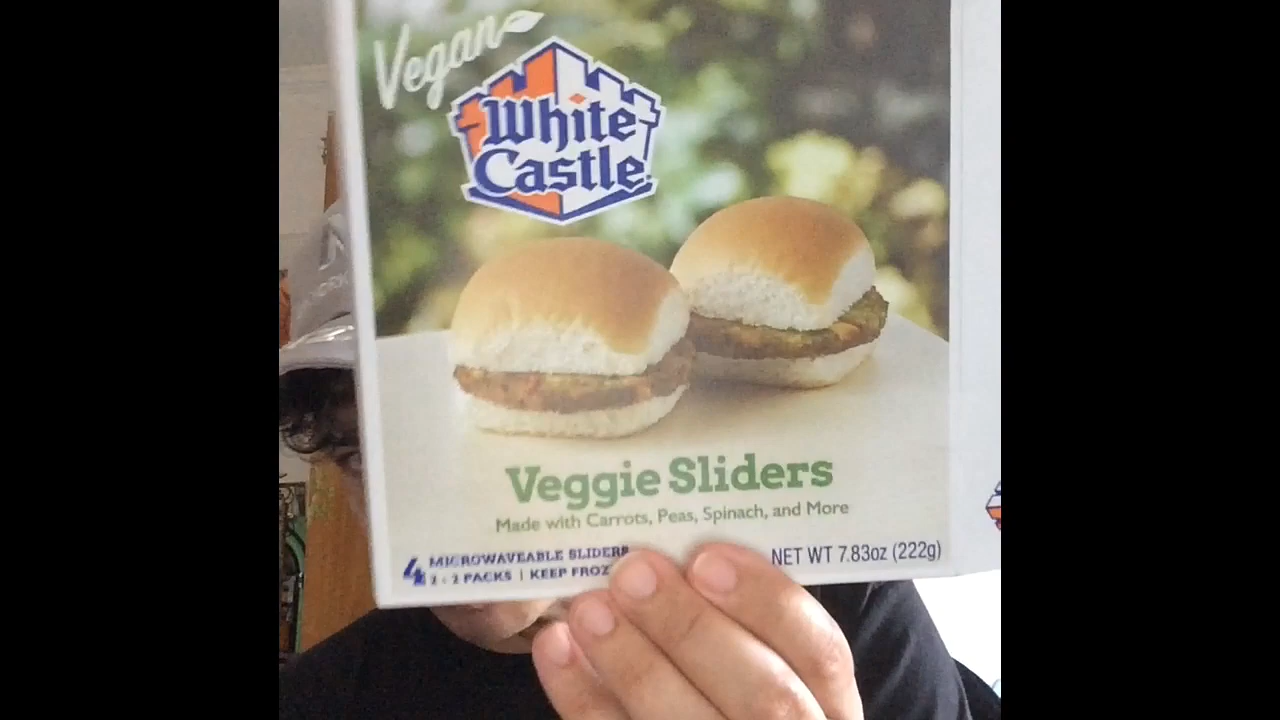 Vegan
White
Castle
Veggie Sliders
Made with Carrots, Peas, Spinach, and More
4 MICROWAVEABLE SLIDERS
2 - 2 PACKS | KEEP FROZ
NET WT 7.83oz (222g)